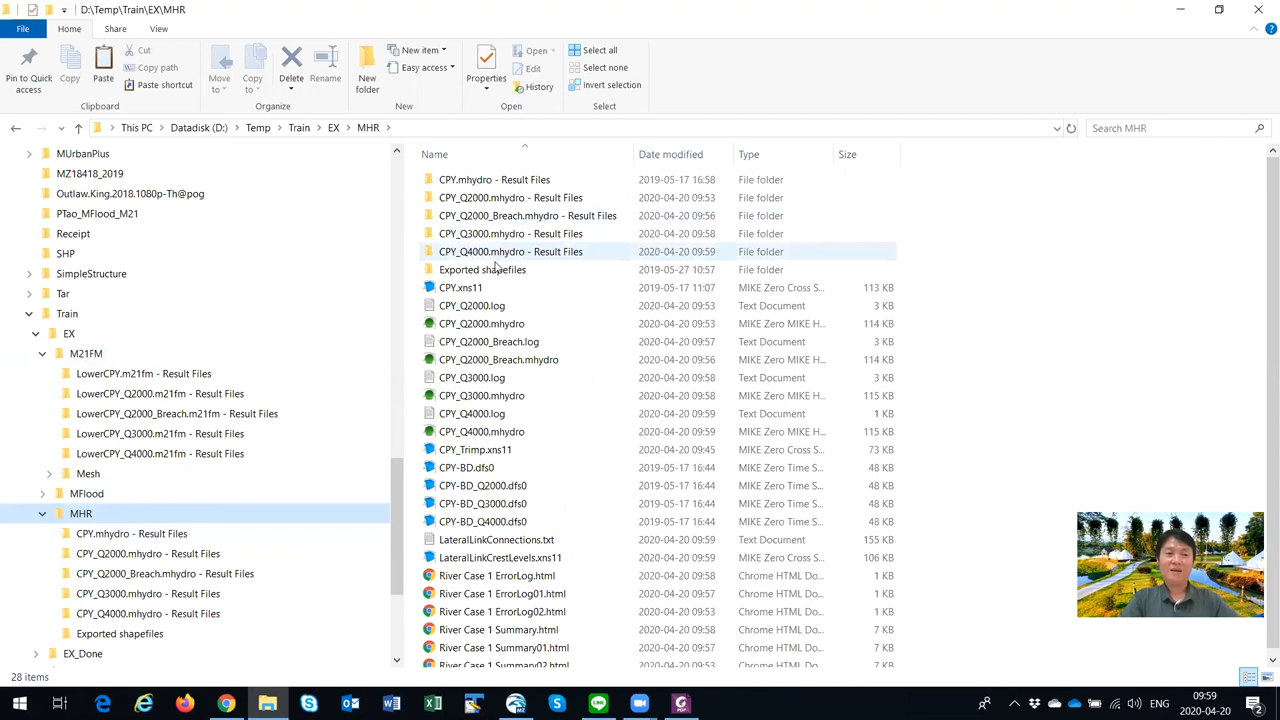 D:\Temp\Train\EX\MHR
File Home Share View
Pin to Quick access
Copy
Paste
Cut
Copy path
Paste shortcut
Clipboard
Move to
Copy to
Delete
Rename
Organize
New folder
New item
Easy access
New
Properties
Open
Edit
History
Open
Select all
Select none
Invert selection
Select
This PC Datadisk (D:) Temp Train EX MHR
Search MHR
MUrbanPlus
MZ18418_2019
Outlaw.King.2018.1080p-Th@pog
PTao_MFlood_M21
Receipt
SHP
SimpleStructure
Tar
Train
EX
M21FM
LowerCPY.m21fm - Result Files
LowerCPY_Q2000.m21fm - Result Files
LowerCPY_Q2000_Breach.m21fm - Result Files
LowerCPY_Q3000.m21fm - Result Files
LowerCPY_Q4000.m21fm - Result Files
Mesh
MFlood
MHR
CPY.mhydro - Result Files
CPY_Q2000.mhydro - Result Files
CPY_Q2000_Breach.mhydro - Result Files
CPY_Q3000.mhydro - Result Files
CPY_Q4000.mhydro - Result Files
Exported shapefiles
EX_Done
Name Date modified Type Size
CPY.mhydro - Result Files 2019-05-17 16:58 File folder
CPY_Q2000.mhydro - Result Files 2020-04-20 09:53 File folder
CPY_Q2000_Breach.mhydro - Result Files 2020-04-20 09:56 File folder
CPY_Q3000.mhydro - Result Files 2020-04-20 09:58 File folder
CPY_Q4000.mhydro - Result Files 2020-04-20 09:59 File folder
Exported shapefiles 2019-05-27 10:57 File folder
CPY.xns11 2019-05-17 11:07 MIKE Zero Cross S... 113 KB
CPY_Q2000.log 2020-04-20 09:53 Text Document 3 KB
CPY_Q2000.mhydro 2020-04-20 09:53 MIKE Zero MIKE H... 114 KB
CPY_Q2000_Breach.log 2020-04-20 09:57 Text Document 3 KB
CPY_Q2000_Breach.mhydro 2020-04-20 09:56 MIKE Zero MIKE H... 114 KB
CPY_Q3000.log 2020-04-20 09:58 Text Document 3 KB
CPY_Q3000.mhydro 2020-04-20 09:58 MIKE Zero MIKE H... 115 KB
CPY_Q4000.log 2020-04-20 09:59 Text Document 1 KB
CPY_Q4000.mhydro 2020-04-20 09:59 MIKE Zero MIKE H... 115 KB
CPY_Trimp.xns11 2020-04-20 09:45 MIKE Zero Cross S... 73 KB
CPY-BD.dfs0 2019-05-17 16:44 MIKE Zero Time S... 48 KB
CPY-BD_Q2000.dfs0 2019-05-17 16:44 MIKE Zero Time S... 48 KB
CPY-BD_Q3000.dfs0 2019-05-17 16:44 MIKE Zero Time S... 48 KB
CPY-BD_Q4000.dfs0 2019-05-17 16:44 MIKE Zero Time S... 48 KB
LateralLinkConnections.txt 2020-04-20 09:59 Text Document 155 KB
LateralLinkCrestLevels.xns11 2020-04-20 09:59 MIKE Zero Cross S... 106 KB
River Case 1 ErrorLog.html 2020-04-20 09:58 Chrome HTML Do... 1 KB
River Case 1 ErrorLog01.html 2020-04-20 09:57 Chrome HTML Do... 1 KB
River Case 1 ErrorLog02.html 2020-04-20 09:53 Chrome HTML Do... 1 KB
River Case 1 Summary.html 2020-04-20 09:58 Chrome HTML Do... 7 KB
River Case 1 Summary01.html 2020-04-20 09:57 Chrome HTML Do... 7 KB
River Case 1 Summary02.html 2020-04-20 09:53 Chrome HTML Do... 7 KB
28 items
ENG
09:59
2020-04-20